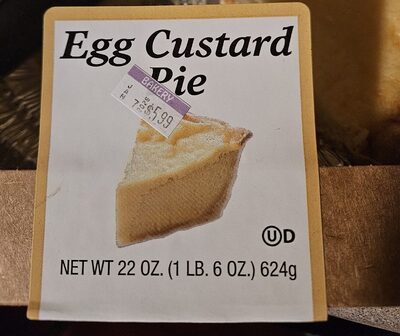 Egg Custard
Pie
BAKERY
$5.99
ⓊD
NET WT 22 OZ. (1 LB. 6 OZ.) 624g